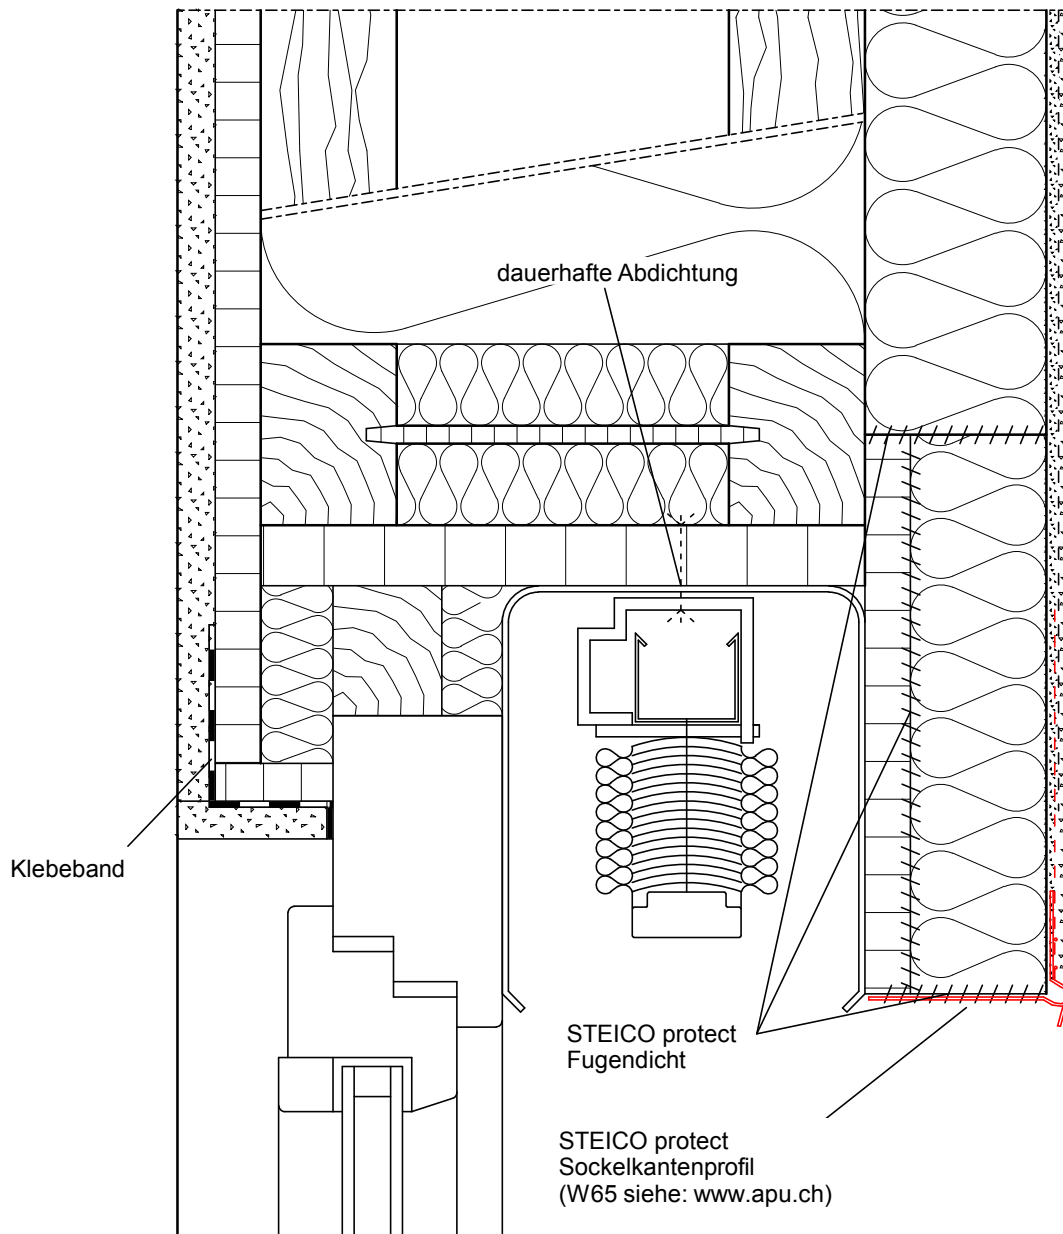 dauerhafte Abdichtung
Klebeband
STEICO protect
Fugendicht
STEICO protect
Sockelkantenprofil
(W65 siehe: www.apu.ch)